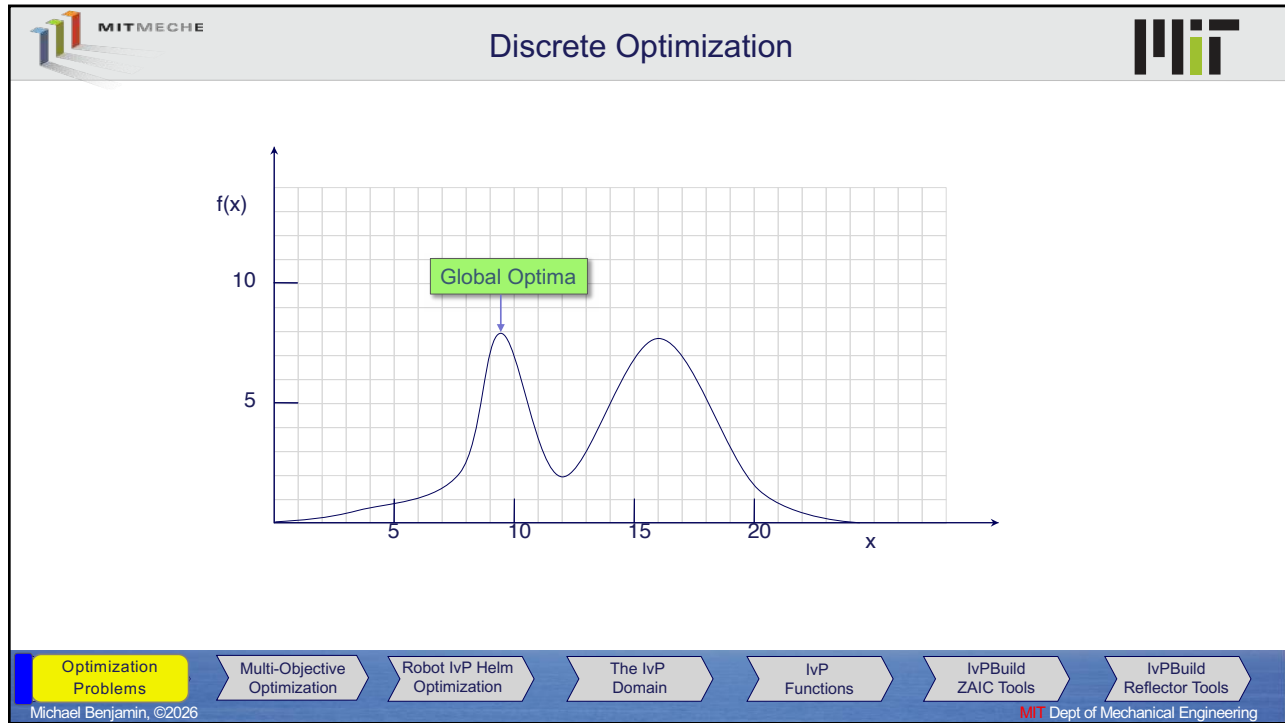 MITMECHE
Discrete Optimization
MIT
f(x)
Global Optima
10
5
5
10
15
20
x
Optimization
Problems
Multi-Objective
Optimization
Robot IvP Helm
Optimization
The IvP
Domain
IvP
Functions
IvPBuild
ZAIC Tools
IvPBuild
Reflector Tools
Michael Benjamin, ©2026
MIT Dept of Mechanical Engineering